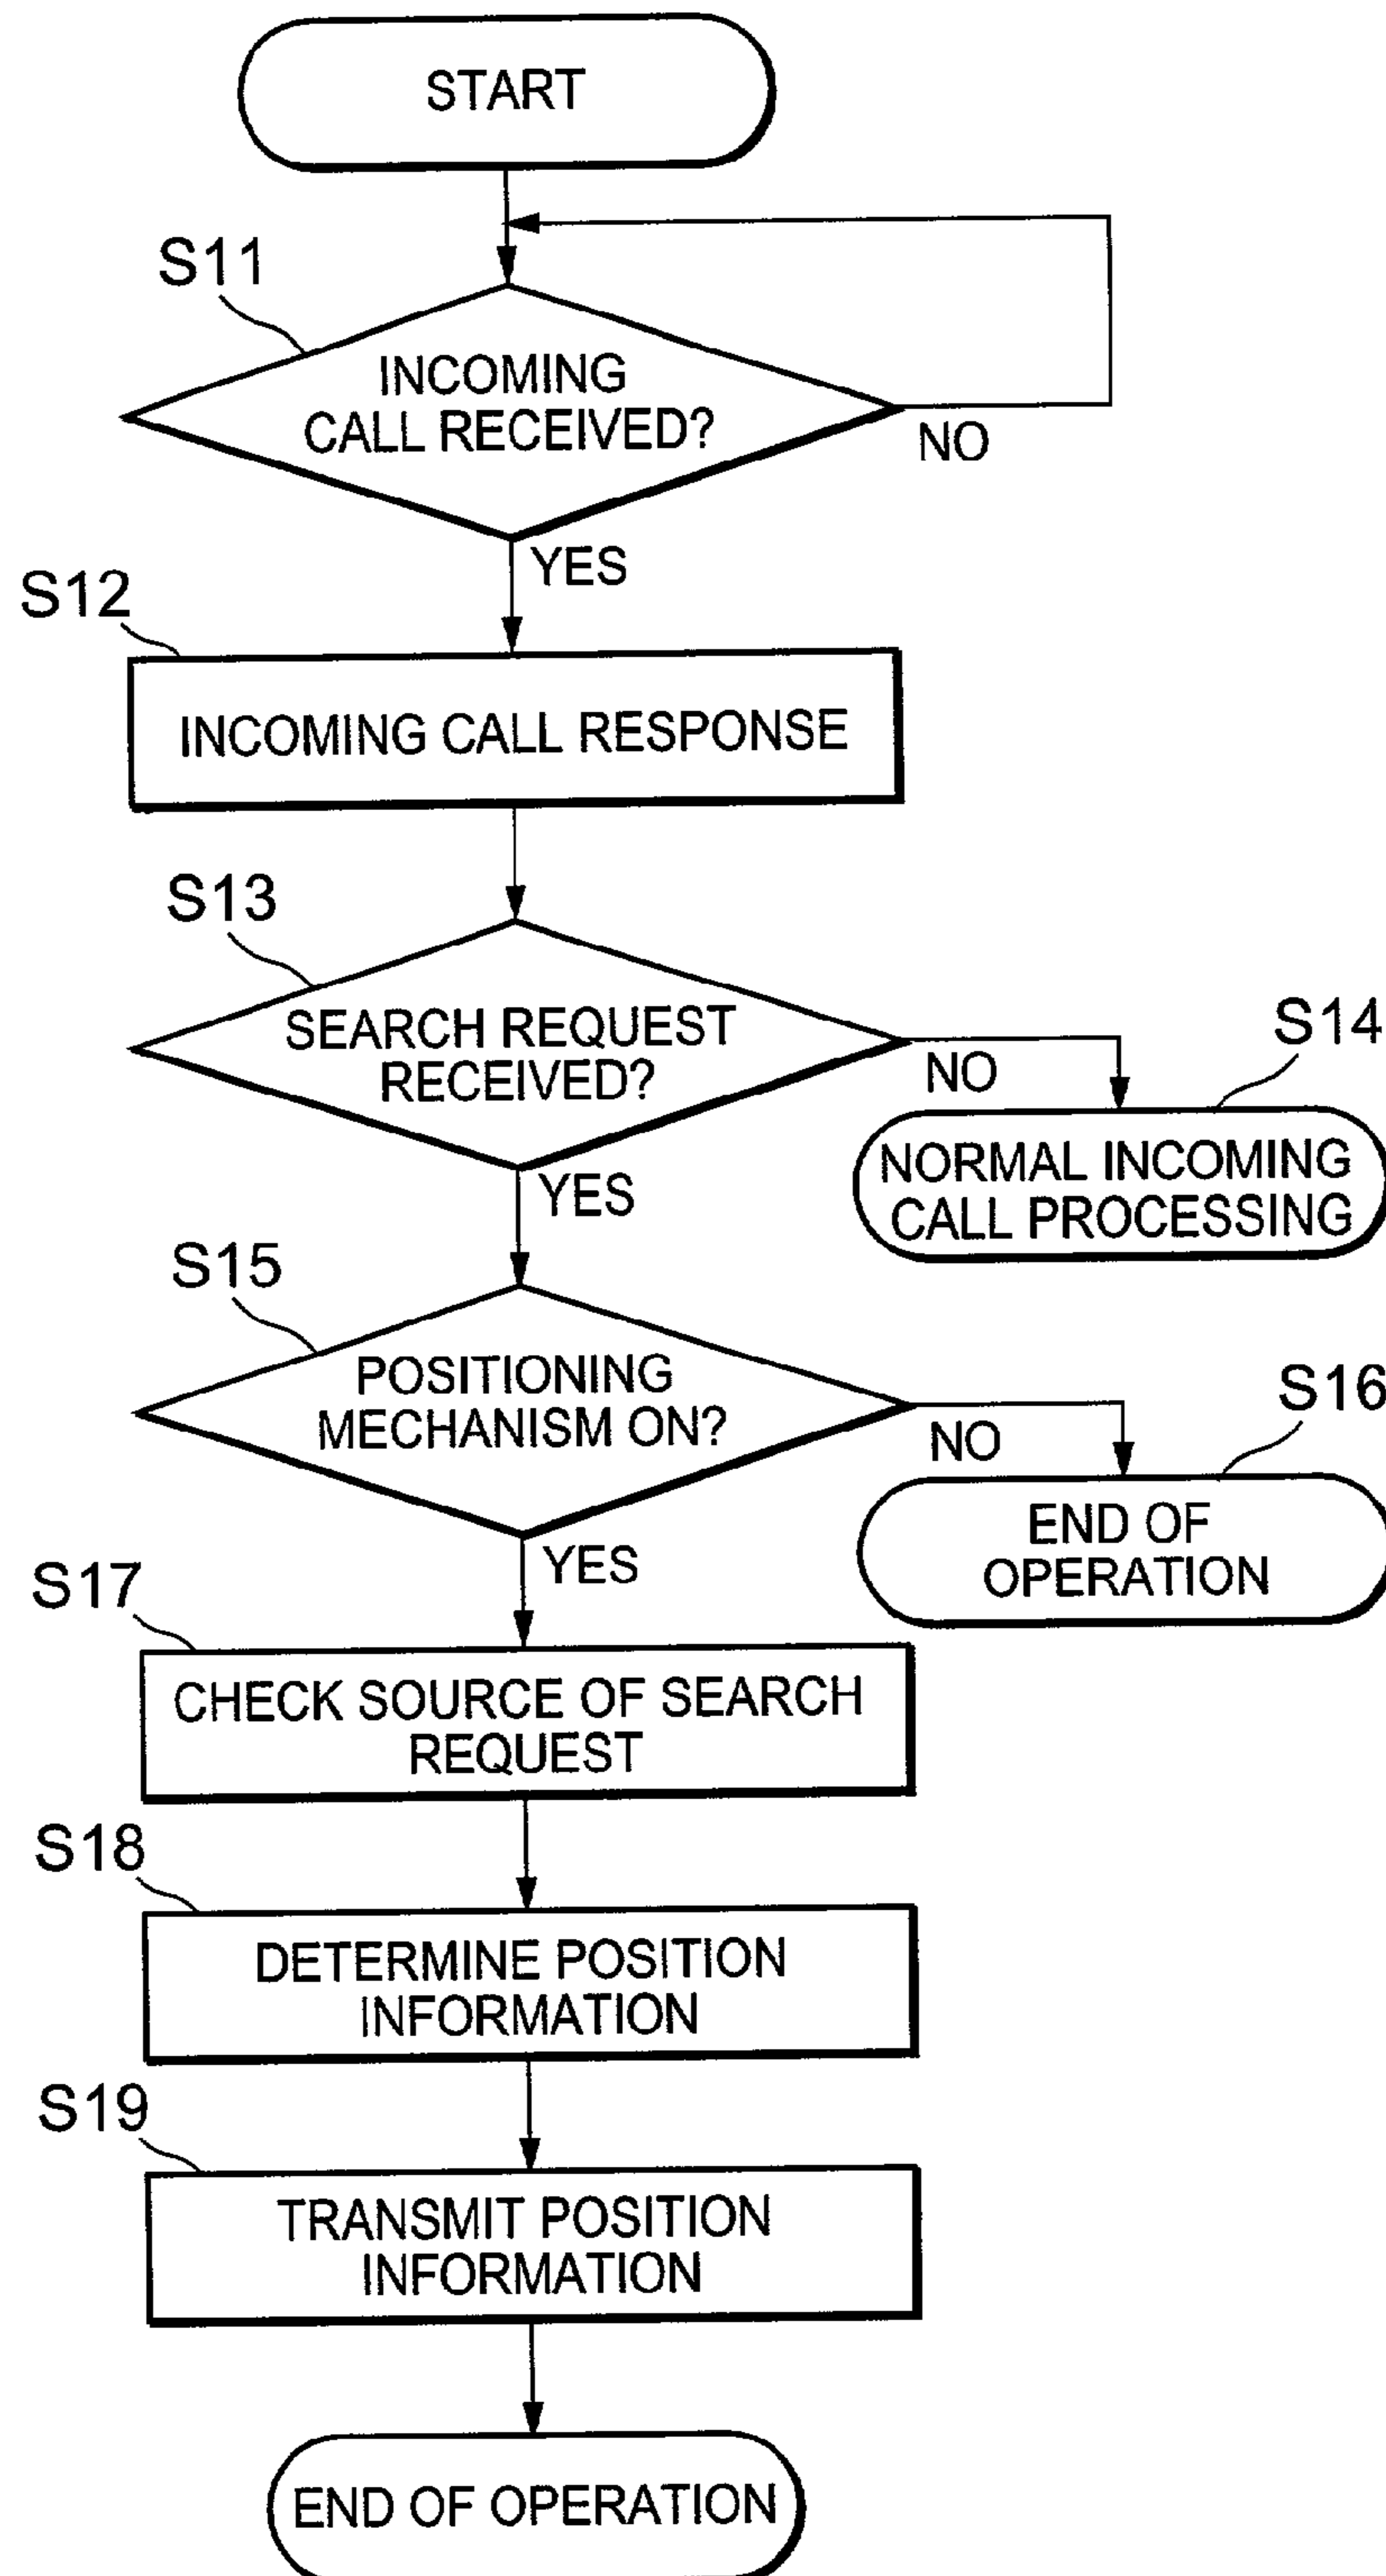 START
S11
INCOMING
CALL RECEIVED?
NO
YES
S12
INCOMING CALL RESPONSE
S13
SEARCH REQUEST
RECEIVED?
NO
S14
NORMAL INCOMING
CALL PROCESSING
YES
S15
POSITIONING
MECHANISM ON?
NO
S16
END OF
OPERATION
YES
S17
CHECK SOURCE OF SEARCH
REQUEST
S18
DETERMINE POSITION
INFORMATION
S19
TRANSMIT POSITION
INFORMATION
END OF OPERATION